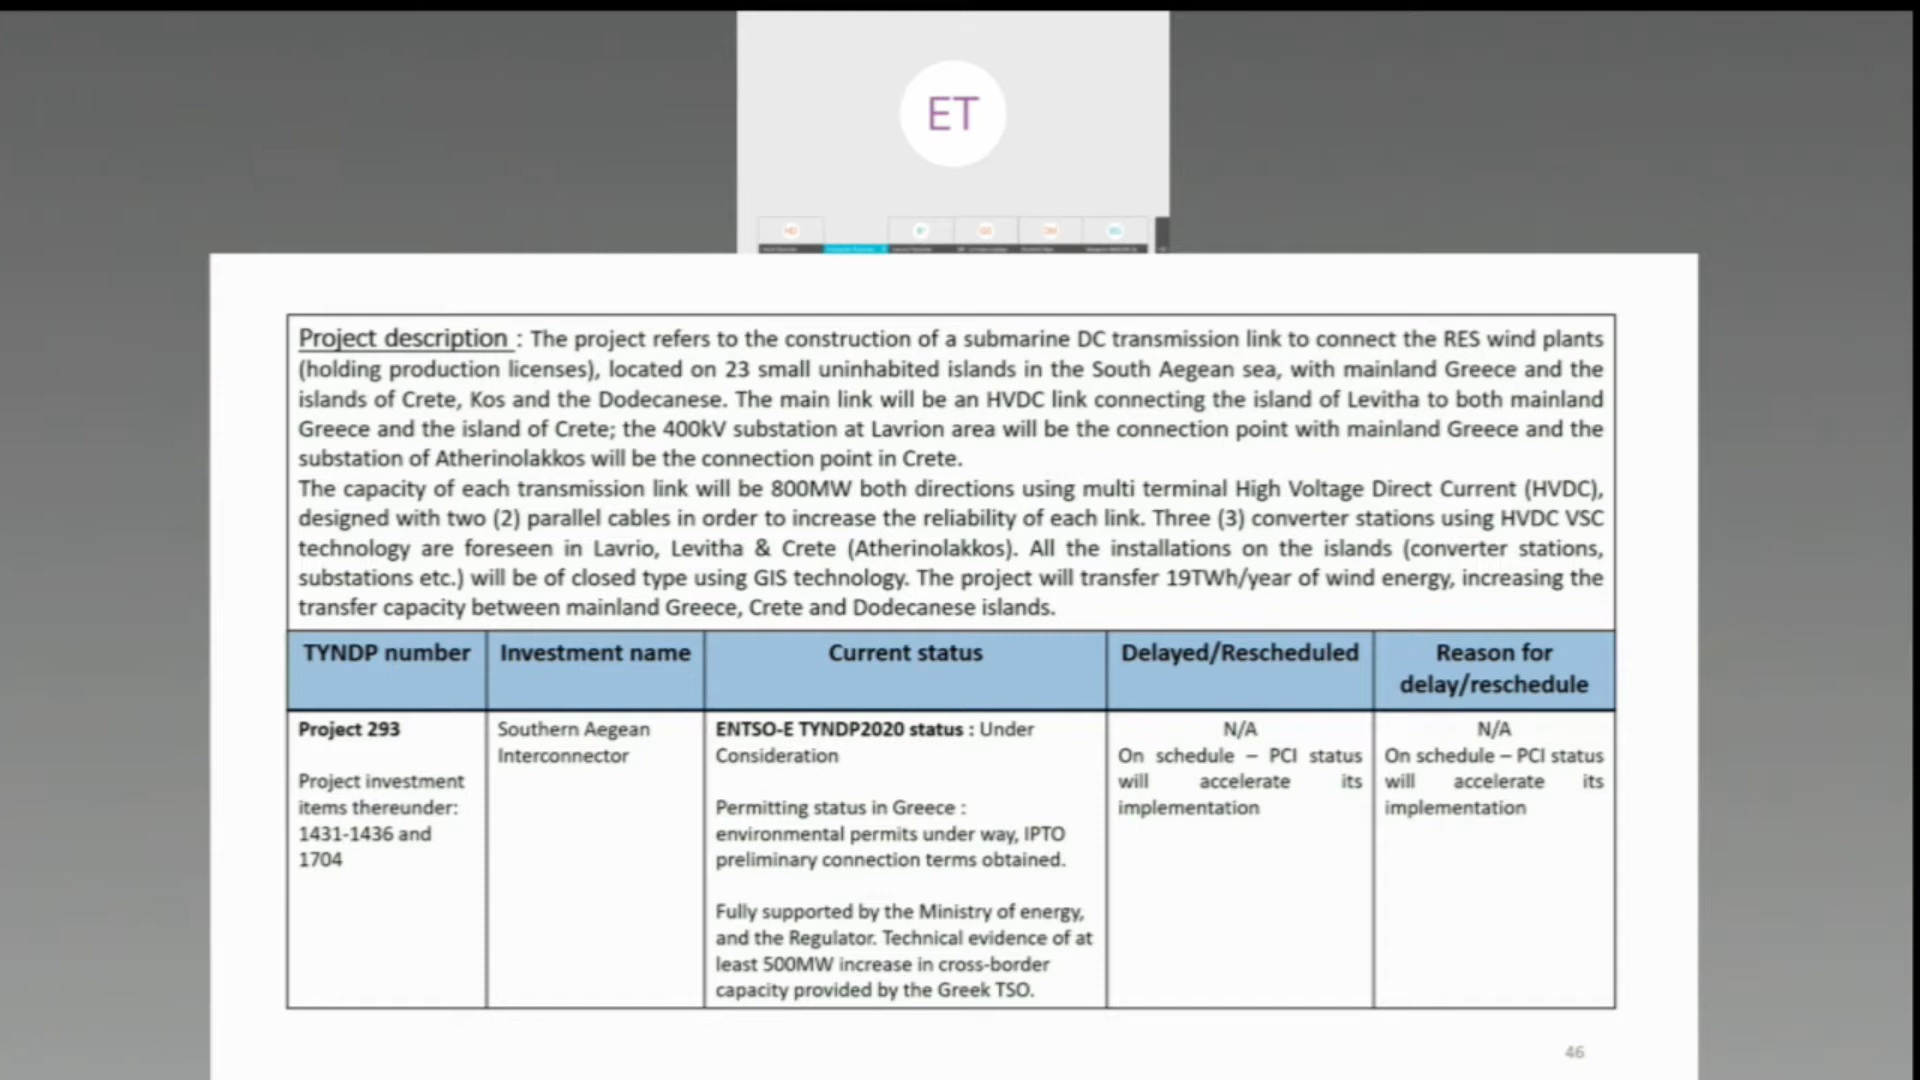 ET
Project description : The project refers to the construction of a submarine DC transmission link to connect the RES wind plants
(holding production licenses), located on 23 small uninhabited islands in the South Aegean sea, with mainland Greece and the
islands of Crete, Kos and the Dodecanese. The main link will be an HVDC link connecting the island of Levitha to both mainland
Greece and the island of Crete; the 400kV substation at Lavrion area will be the connection point with mainland Greece and the
substation of Atherinolakkos will be the connection point in Crete.
The capacity of each transmission link will be 800MW both directions using multi terminal High Voltage Direct Current (HVDC),
designed with two (2) parallel cables in order to increase the reliability of each link. Three (3) converter stations using HVDC VSC
technology are foreseen in Lavrio, Levitha & Crete (Atherinolakkos). All the installations on the islands (converter stations,
substations etc.) will be of closed type using GIS technology. The project will transfer 19TWh/year of wind energy, increasing the
transfer capacity between mainland Greece, Crete and Dodecanese islands.
TYNDP number
Investment name
Current status
Delayed/Rescheduled
Reason for
delay/reschedule
Project 293
Project investment
items thereunder:
1431-1436 and
1704
Southern Aegean
Interconnector
ENTSO-E TYNDP2020 status : Under
Consideration
Permitting status in Greece :
environmental permits under way, IPTO
preliminary connection terms obtained.
Fully supported by the Ministry of energy,
and the Regulator. Technical evidence of at
least 500MW increase in cross-border
capacity provided by the Greek TSO.
N/A
On schedule – PCI status
will accelerate its
implementation
N/A
On schedule – PCI status
will accelerate its
implementation
46